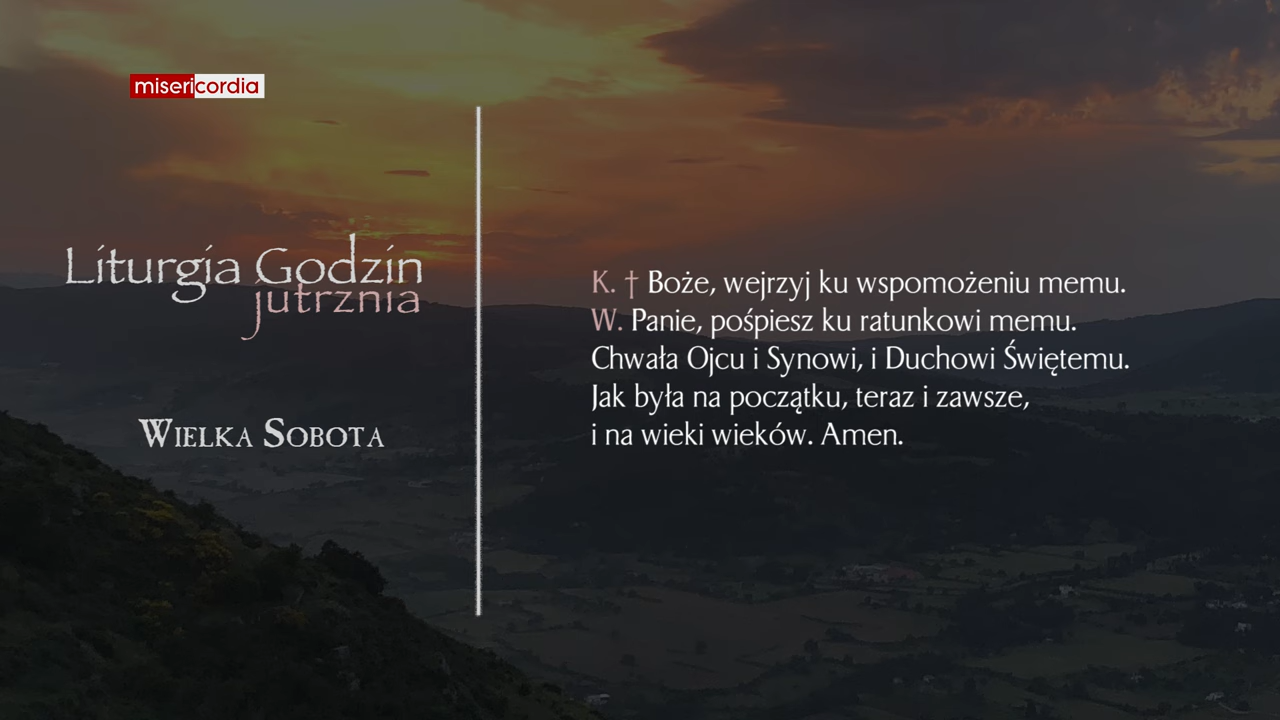 misericordia
Liturgia Godzin
jutrznia
Wielka Sobota
K. † Boże, wejrzyj ku wspomożeniu memu.
W. Panie, pośpiesz ku ratunkowi memu.
Chwała Ojcu i Synowi, i Duchowi Świętemu.
Jak była na początku, teraz i zawsze,
i na wieki wieków. Amen.